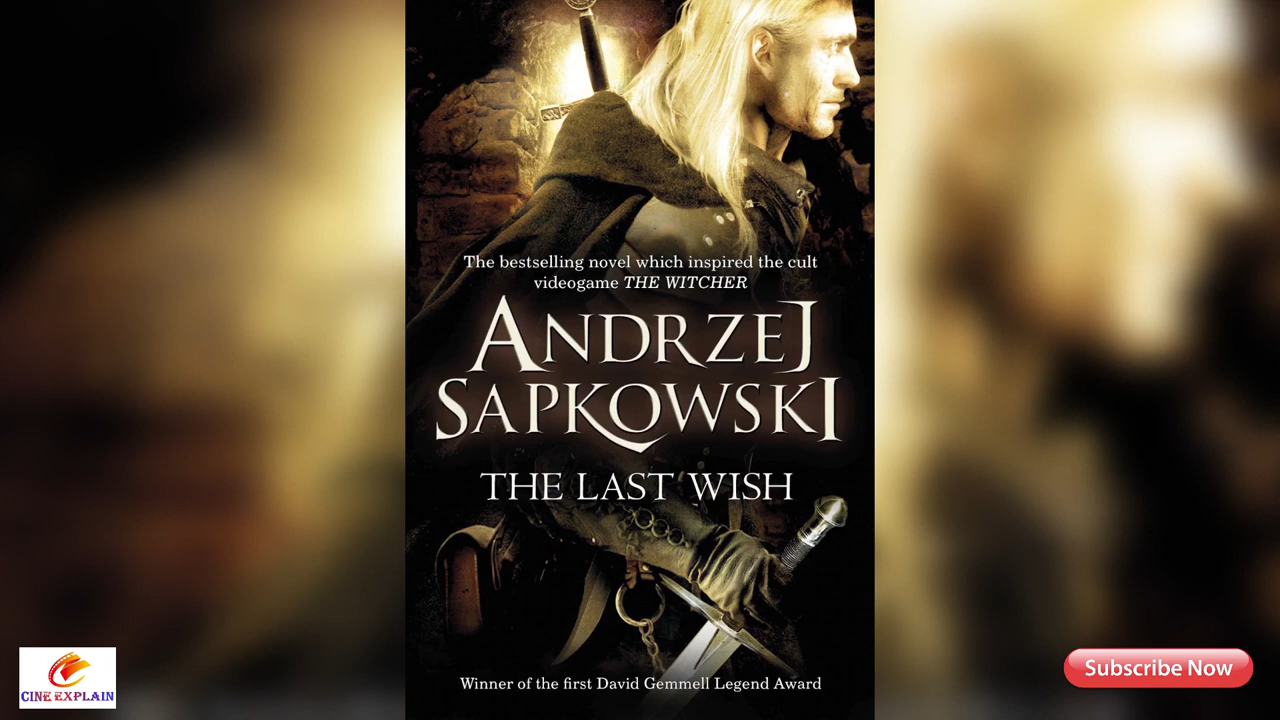 The bestselling novel which inspired the cult
videogame THE WITCHER
ANDRZEJ
SAPKOWSKI
THE LAST WISH
Winner of the first David Gemmell Legend Award
CINE EXPLAIN
Subscribe Now